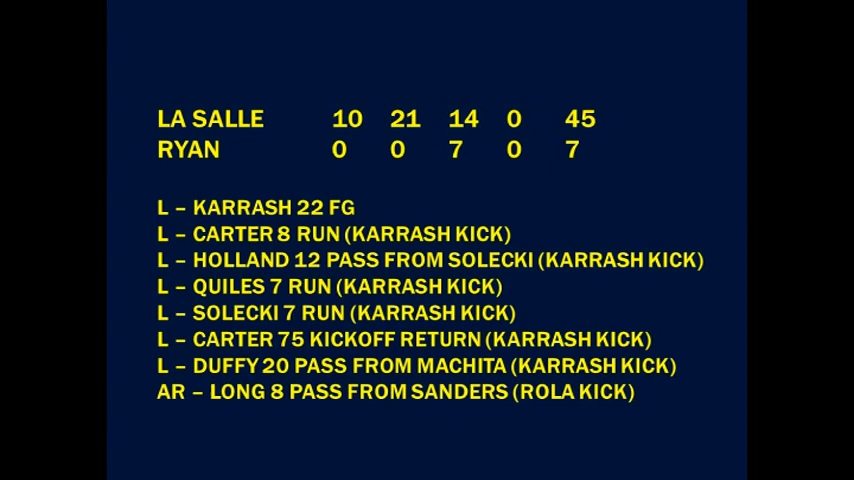 LA SALLE 10 21 14 0 45
RYAN 0 0 7 0 7
L – KARRASH 22 FG
L – CARTER 8 RUN (KARRASH KICK)
L – HOLLAND 12 PASS FROM SOLECKI (KARRASH KICK)
L – QUILES 7 RUN (KARRASH KICK)
L – SOLECKI 7 RUN (KARRASH KICK)
L – CARTER 75 KICKOFF RETURN (KARRASH KICK)
L – DUFFY 20 PASS FROM MACHITA (KARRASH KICK)
AR – LONG 8 PASS FROM SANDERS (ROLA KICK)